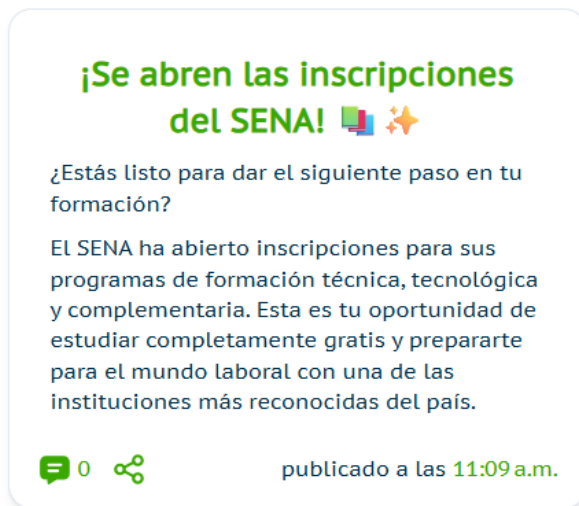 ¡Se abren las inscripciones
del SENA! 📚 ✨
¿Estás listo para dar el siguiente paso en tu
formación?
El SENA ha abierto inscripciones para sus
programas de formación técnica, tecnológica
y complementaria. Esta es tu oportunidad de
estudiar completamente gratis y prepararte
para el mundo laboral con una de las
instituciones más reconocidas del país.
0
publicado a las 11:09 a.m.